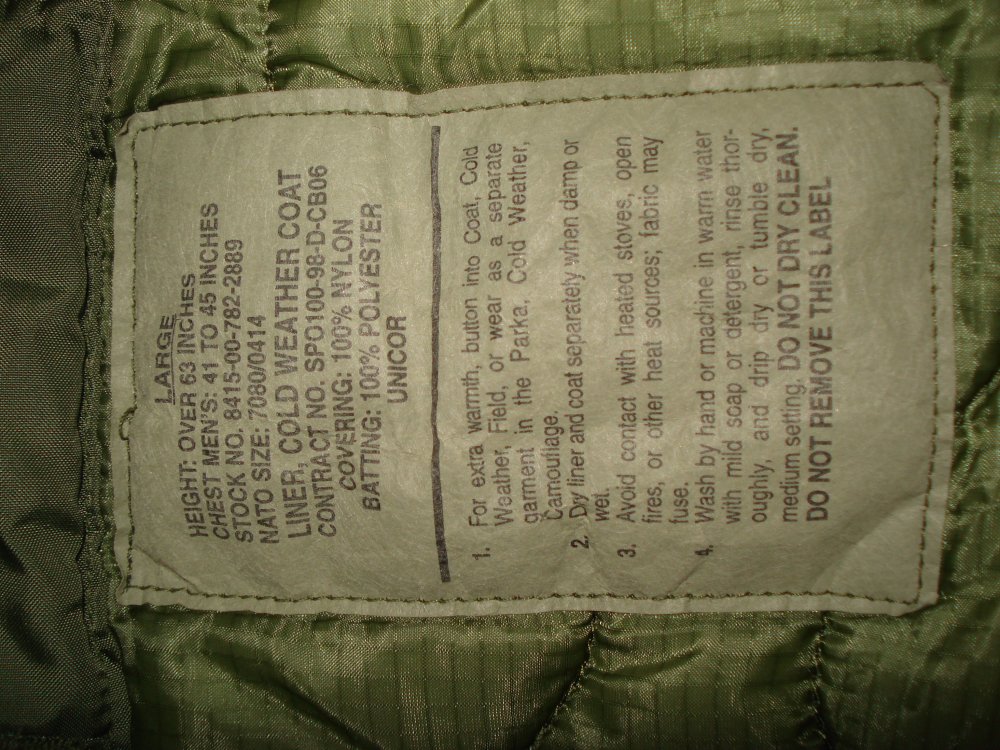 LARGE
HEIGHT: OVER 63 INCHES
CHEST MEN'S: 41 TO 45 INCHES
STOCK NO. 8415-00-782-2889
NATO SIZE: 7080/0414
LINER, COLD WEATHER COAT
CONTRACT NO. SPO100-98-D-CB06
COVERING: 100% NYLON
BATTING: 100% POLYESTER
UNICOR
1. For extra warmth, button into Coat, Cold
Weather, Field, or wear as a separate
garment in the Parka, Cold Weather,
Camouflage.
2. Dry liner and coat separately when damp or
wet.
3. Avoid contact with heated stoves, open
fires, or other heat sources; fabric may
fuse.
4. Wash by hand or machine in warm water
with mild soap or detergent, rinse thor-
oughly, and drip dry or tumble dry,
medium setting. DO NOT DRY CLEAN.
DO NOT REMOVE THIS LABEL